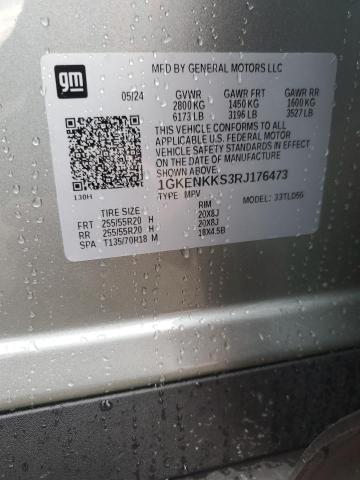 gm
MFD BY GENERAL MOTORS LLC
05/24 GVWR GAWR FRT GAWR RR
2800 KG 1450 KG 1600 KG
6173 LB 3196 LB 3527 LB
THIS VEHICLE CONFORMS TO ALL
APPLICABLE U.S. FEDERAL MOTOR
VEHICLE SAFETY STANDARDS IN EFFECT
ON THE DATE OF MANUFACTURE SHOWN ABOVE.
1GKENKKS3RJ176473
130H TYPE: MPV MODEL: 33TLD56
TIRE SIZE RIM
FRT 255/55R20 H 20X8J
RR 255/55R20 H 20X8J
SPA T135/70R18 M 18X4.5B